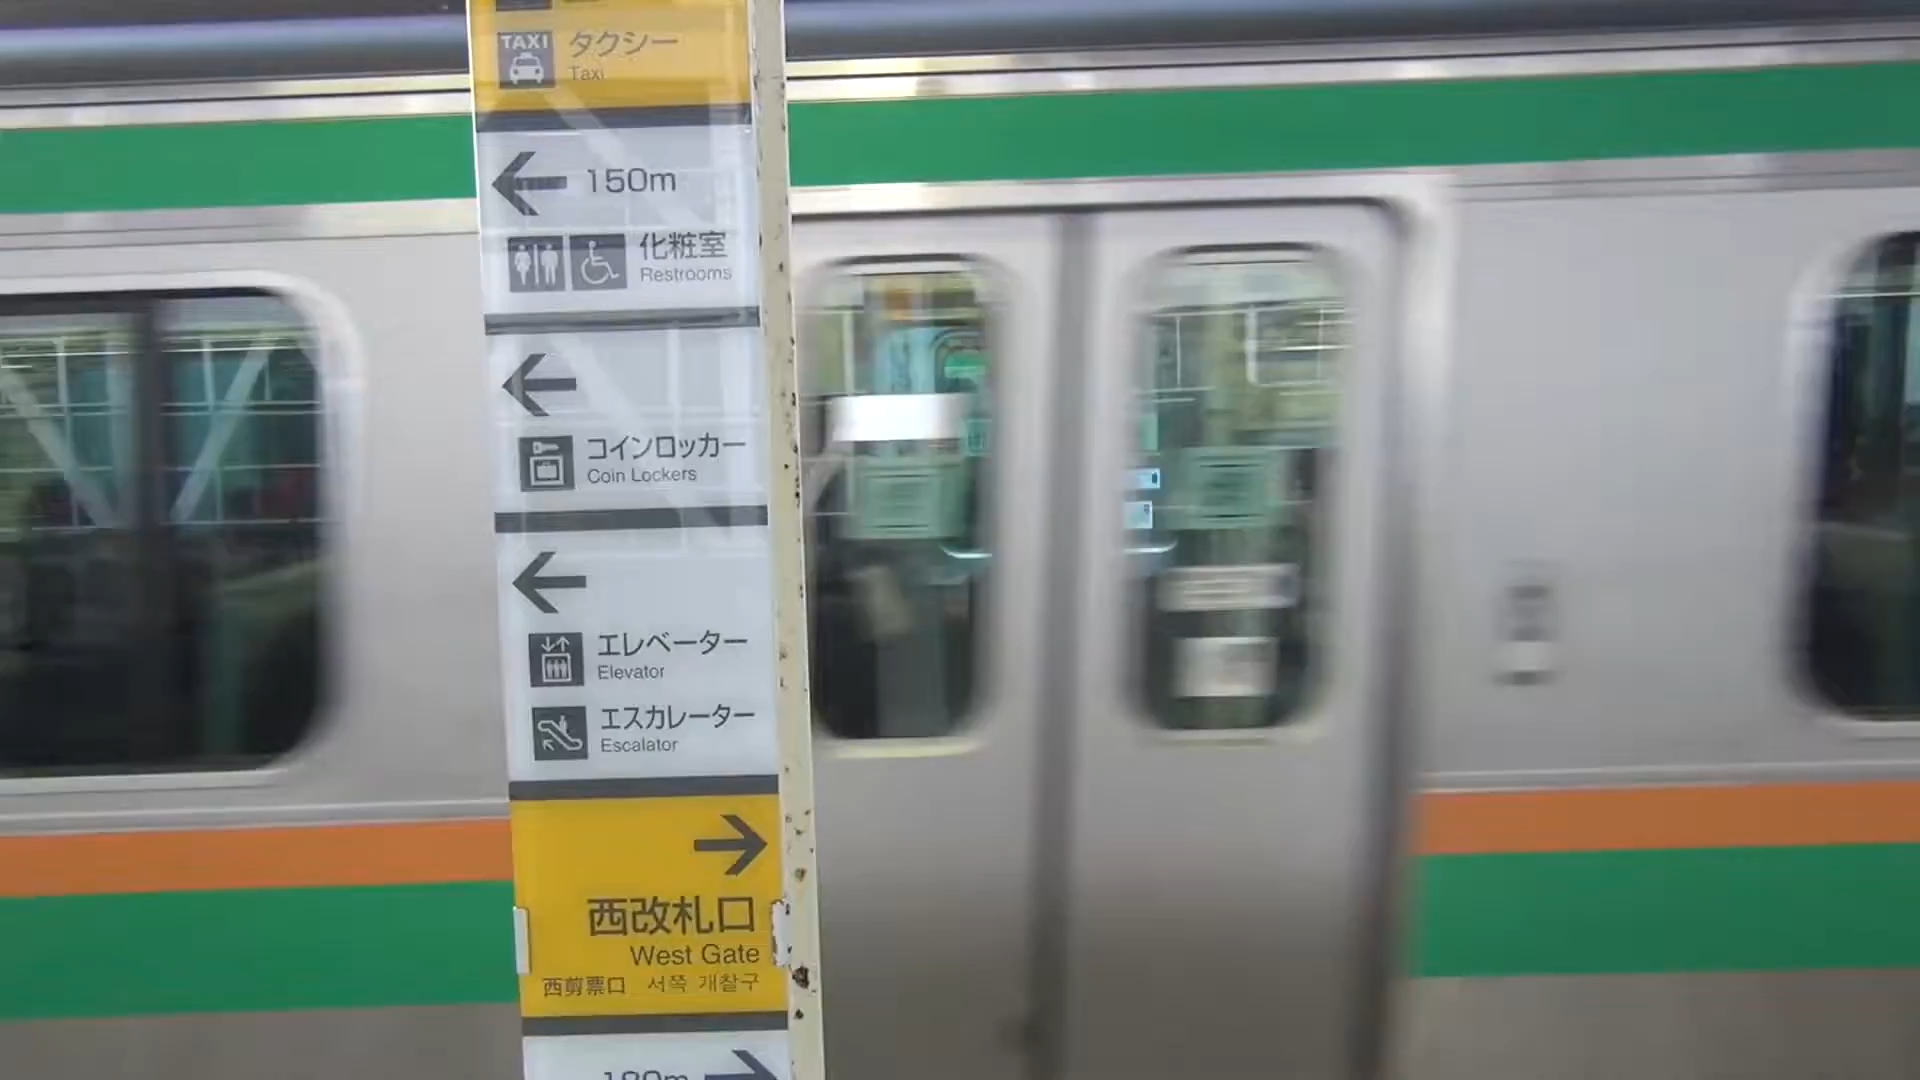 TAXI
タクシー
Taxi
150m
化粧室
Restrooms
コインロッカー
Coin Lockers
エレベーター
Elevator
エスカレーター
Escalator
西改札口
West Gate
西剪票口 서쪽 개찰구